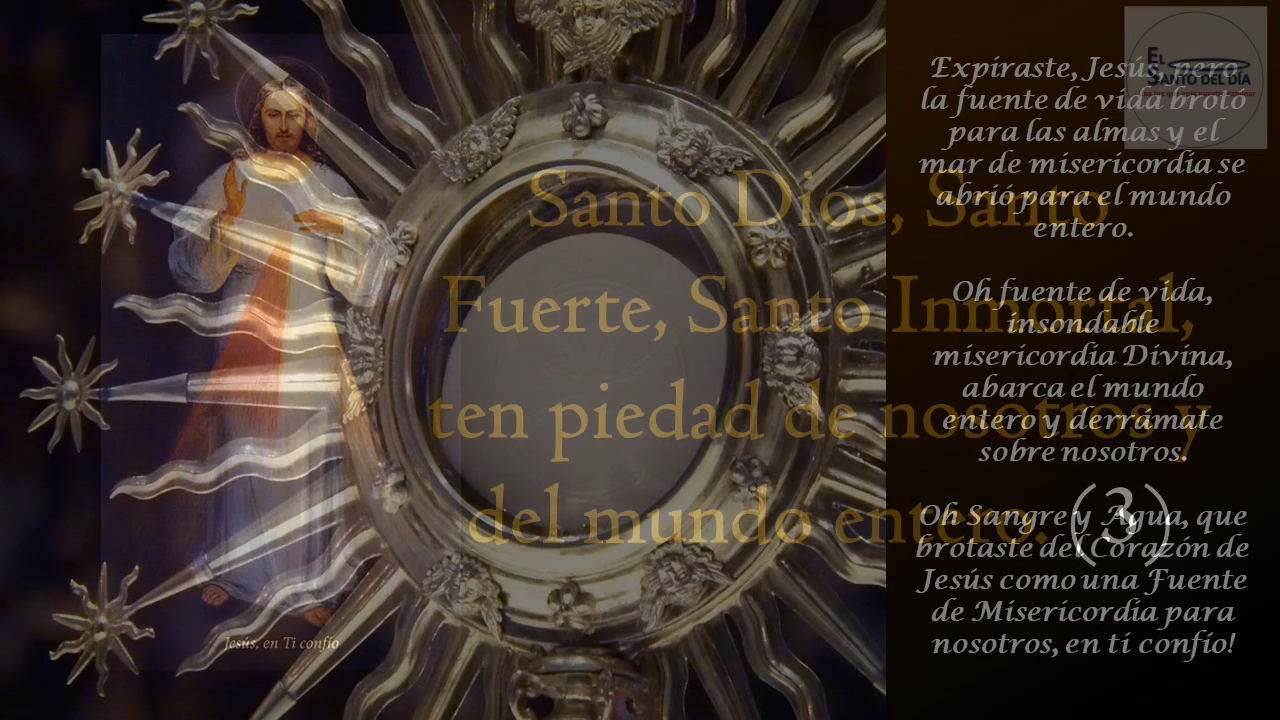 Santo Dios, Santo
Fuerte, Santo Inmortal,
ten piedad de nosotros y
del mundo entero.
(3)
Jesús, en Ti confío
Expiraste, Jesús, pero
la fuente de vida brotó
para las almas y el
mar de misericordia se
abrió para el mundo
entero.
Oh fuente de vida,
insondable
misericordia Divina,
abarca el mundo
entero y derrámate
sobre nosotros.
Oh Sangre y Agua, que
brotaste del Corazón de
Jesús como una Fuente
de Misericordia para
nosotros, en ti confío!
EL
SANTO DEL DÍA